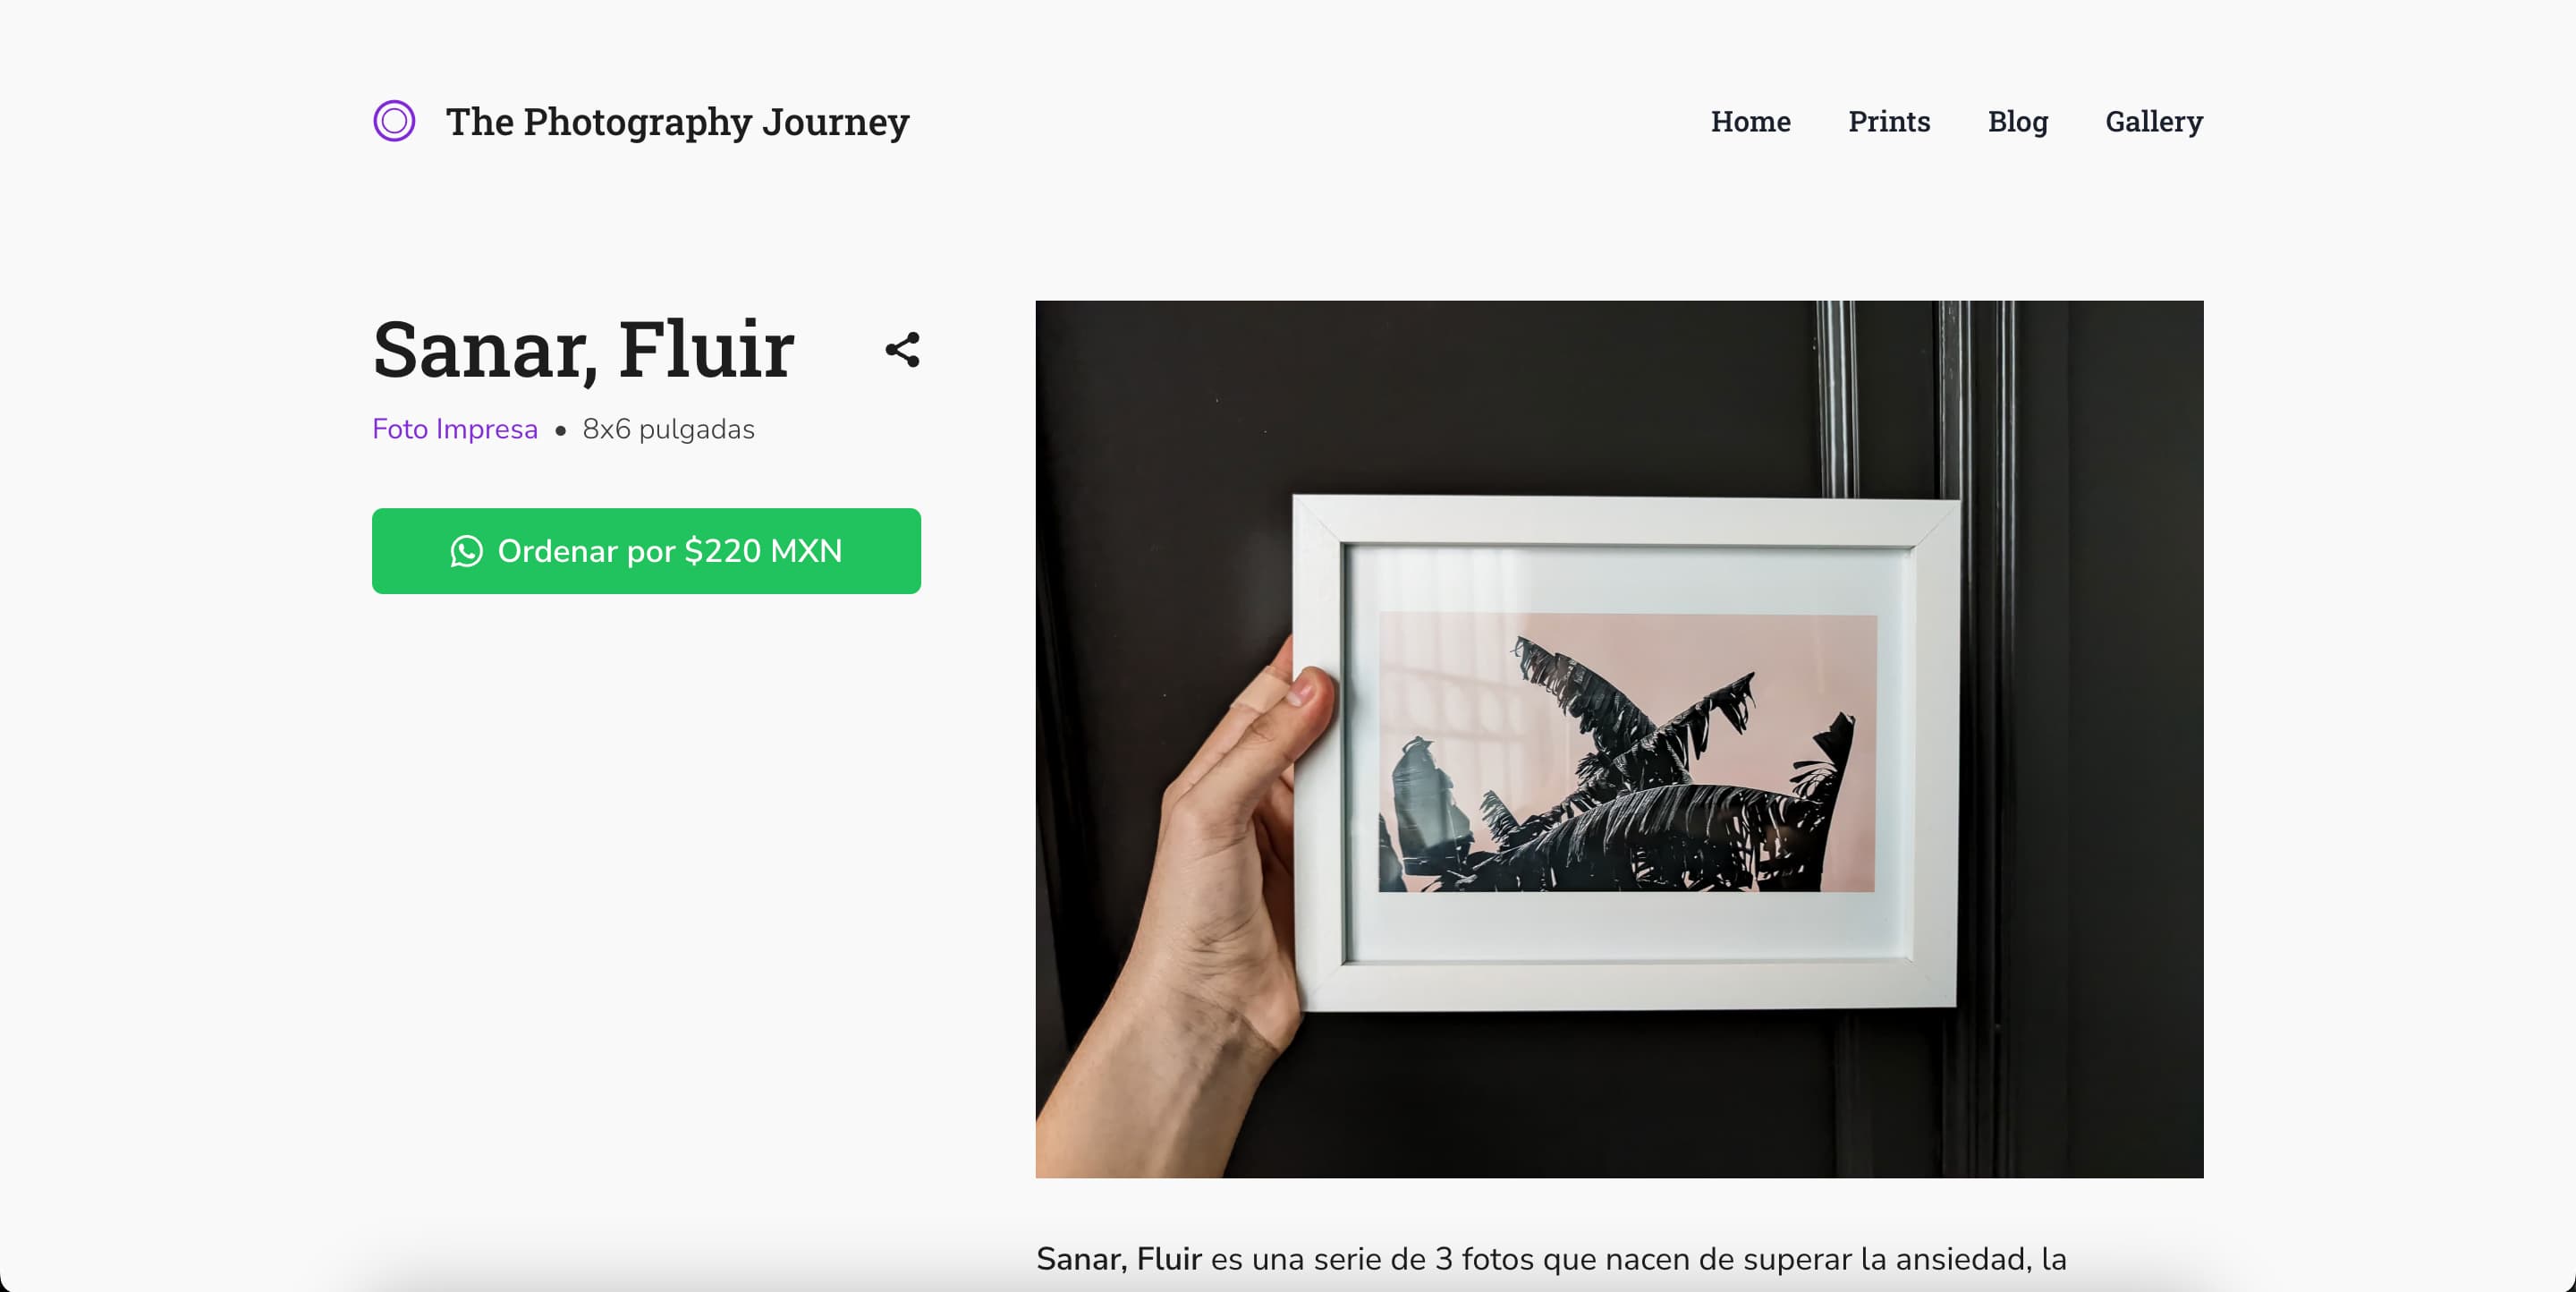 The Photography Journey
Home Prints Blog Gallery
Sanar, Fluir
Foto Impresa • 8x6 pulgadas
Ordenar por $220 MXN
Sanar, Fluir es una serie de 3 fotos que nacen de superar la ansiedad, la